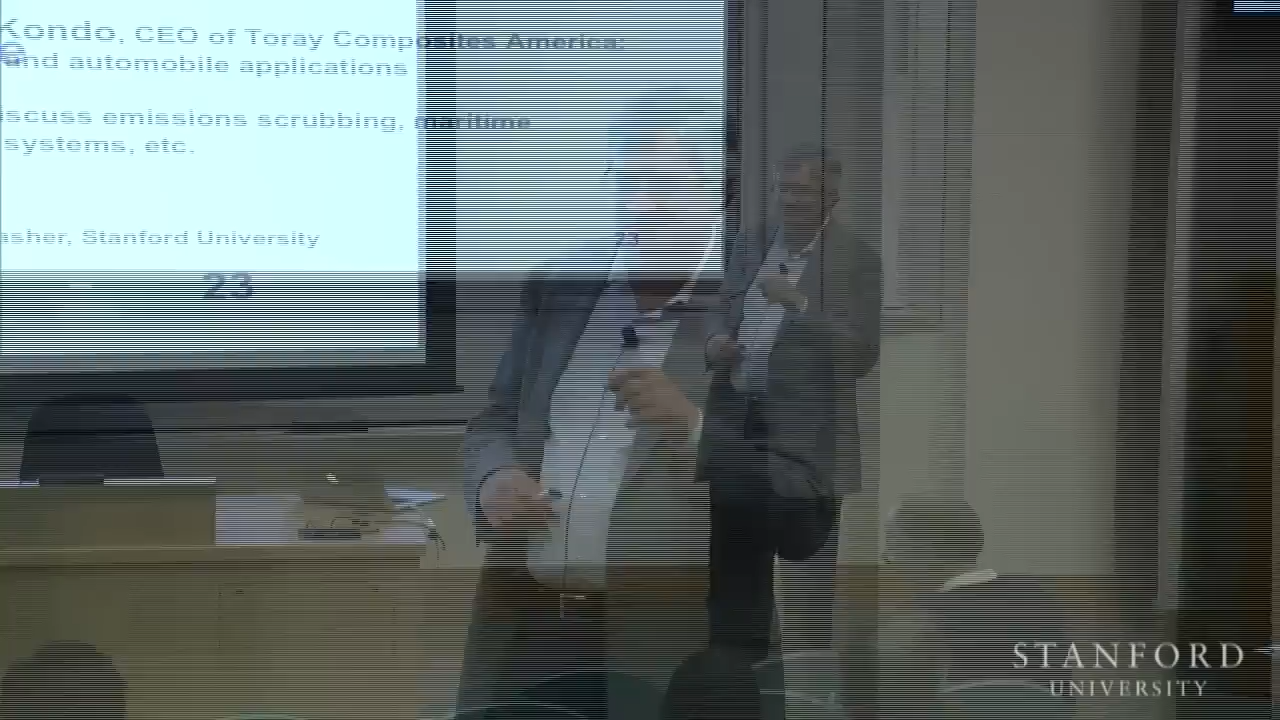 Kondo, CEO of Toray Composites America:
and automobile applications
iscuss emissions scrubbing, maritime
systems, etc.
asher, Stanford University
23
23
STANFORD
UNIVERSITY